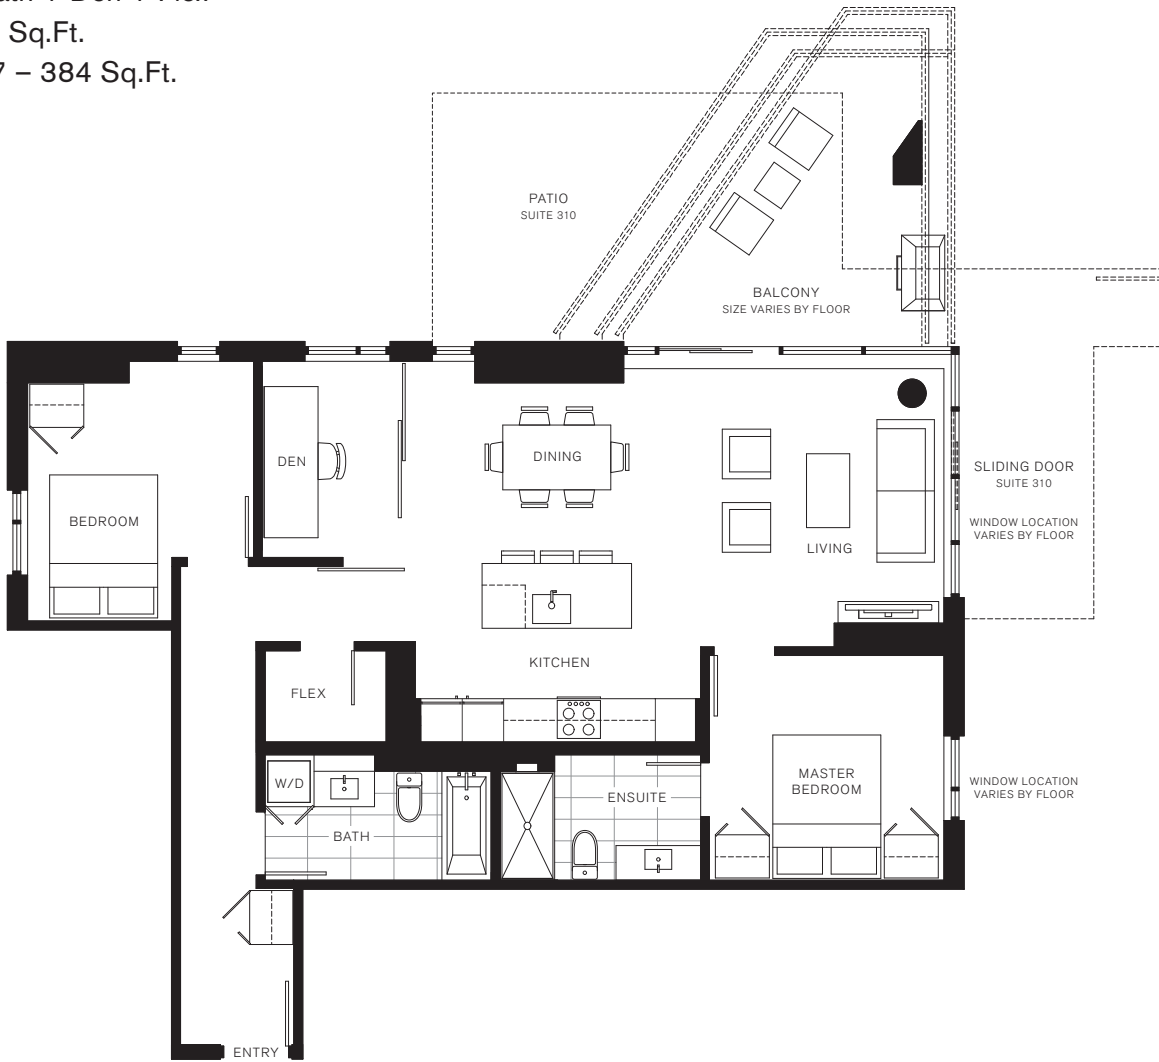 Sq.Ft.
– 384 Sq.Ft.
PATIO
SUITE 310
BALCONY
SIZE VARIES BY FLOOR
DEN
DINING
SLIDING DOOR
SUITE 310
BEDROOM
WINDOW LOCATION
VARIES BY FLOOR
LIVING
KITCHEN
FLEX
MASTER
BEDROOM
W/D
ENSUITE
WINDOW LOCATION
VARIES BY FLOOR
BATH
ENTRY